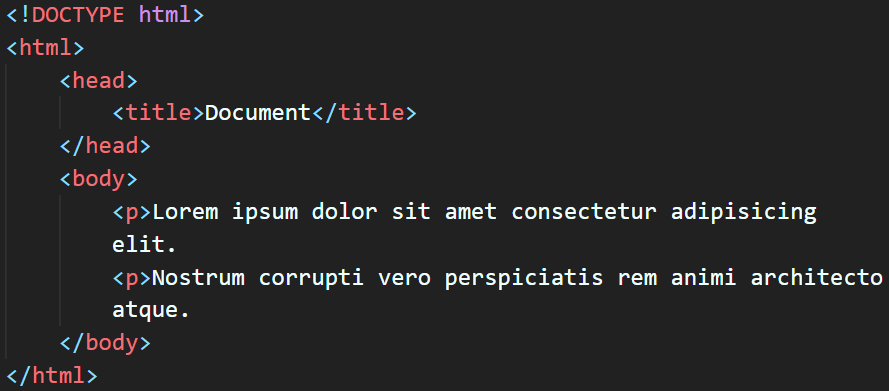 <!DOCTYPE html>
<html>
    <head>
        <title>Document</title>
    </head>
    <body>
        <p>Lorem ipsum dolor sit amet consectetur adipisicing
        elit.
        <p>Nostrum corrupti vero perspiciatis rem animi architecto
        atque.
    </body>
</html>